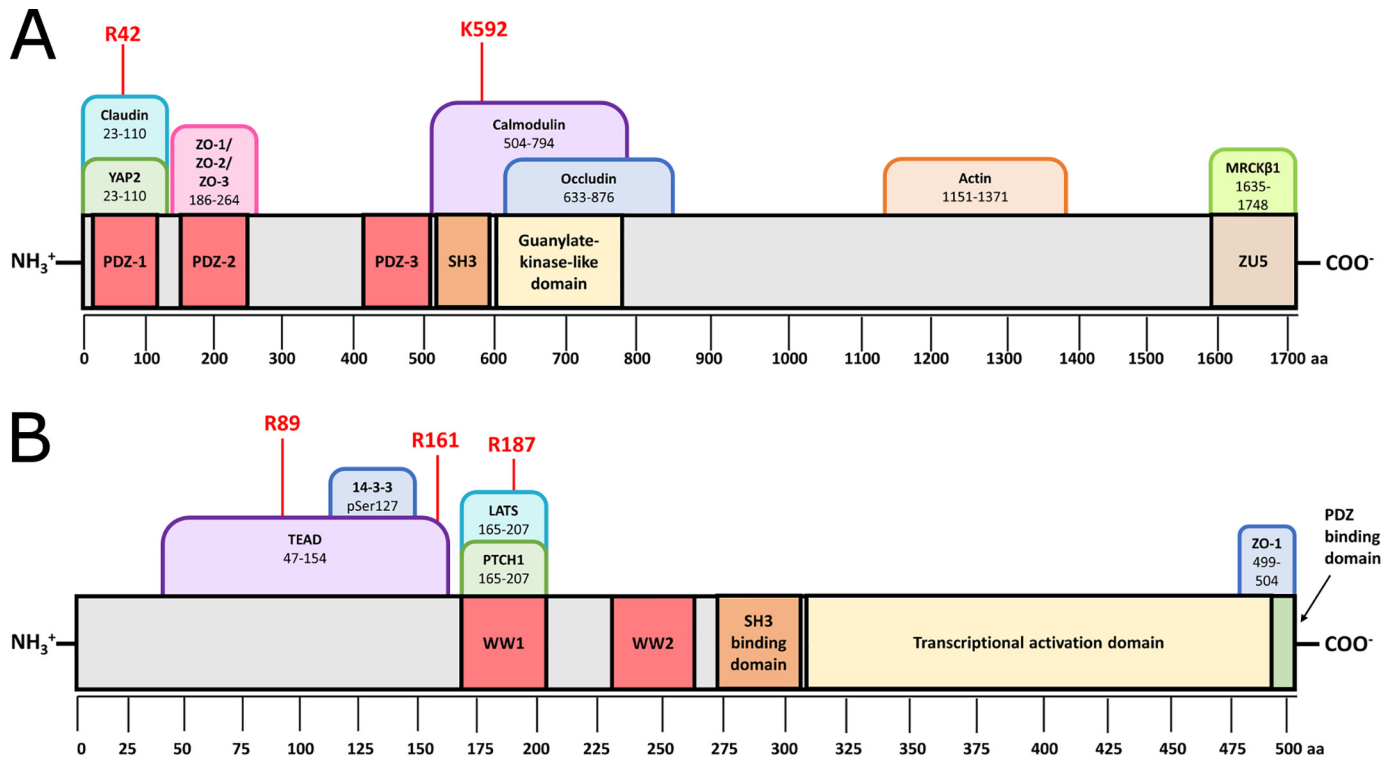 A
R42
K592
Claudin
23-110
YAP2
23-110
ZO-1/
ZO-2/
ZO-3
186-264
Calmodulin
504-794
Occludin
633-876
Actin
1151-1371
MRCKβ1
1635-
1748
NH₃⁺
PDZ-1
PDZ-2
PDZ-3
SH3
Guanylate-
kinase-like
domain
ZU5
COO⁻
0 100 200 300 400 500 600 700 800 900 1000 1100 1200 1300 1400 1500 1600 1700 aa
B
R89
R161
R187
14-3-3
pSer127
TEAD
47-154
LATS
165-207
PTCH1
165-207
ZO-1
499-
504
PDZ
binding
domain
NH₃⁺
WW1
WW2
SH3
binding
domain
Transcriptional activation domain
COO⁻
0 25 50 75 100 125 150 175 200 225 250 275 300 325 350 375 400 425 450 475 500 aa